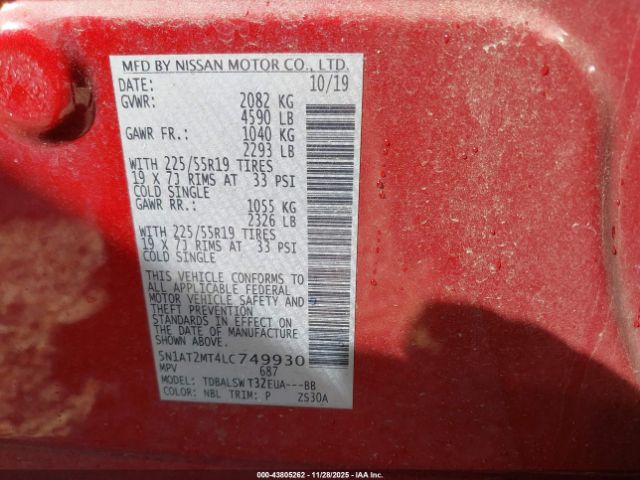 MFD BY NISSAN MOTOR CO., LTD.
DATE: 10/19
GVWR: 2082 KG
4590 LB
GAWR FR.: 1040 KG
2293 LB
WITH 225/55R19 TIRES
19 X 7J RIMS AT 33 PSI
COLD SINGLE
GAWR RR.: 1055 KG
2326 LB
WITH 225/55R19 TIRES
19 X 7J RIMS AT 33 PSI
COLD SINGLE
THIS VEHICLE CONFORMS TO
ALL APPLICABLE FEDERAL
MOTOR VEHICLE SAFETY AND
THEFT PREVENTION
STANDARDS IN EFFECT ON
THE DATE OF MANUFACTURE
5N1AT2MT4LC749930
MPV 687
MODEL: TDBALSWT32EUA---BB
COLOR: NBL TRIM: P ZS30A
000-43805262 - 11/28/2025 - IAA Inc.